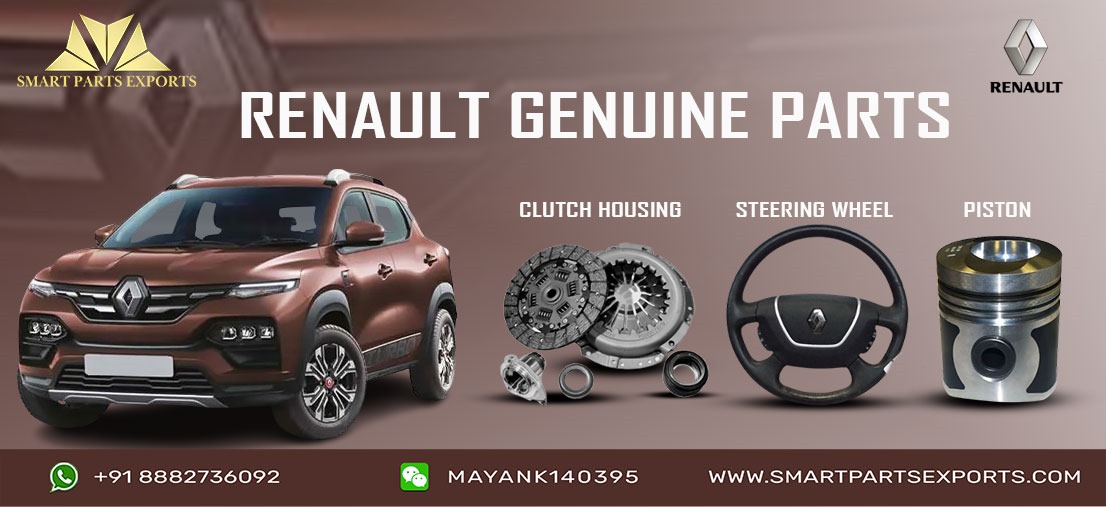 SMART PARTS EXPORTS
RENAULT
RENAULT GENUINE PARTS
CLUTCH HOUSING
STEERING WHEEL
PISTON
+91 8882736092
MAYANK140395
WWW.SMARTPARTSEXPORTS.COM